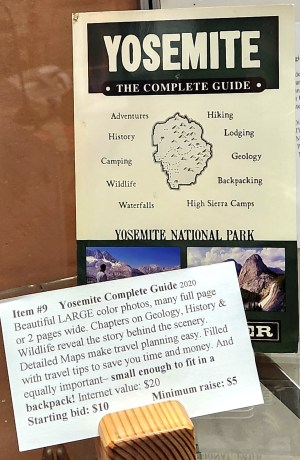 YOSEMITE
• THE COMPLETE GUIDE •
Adventures
Hiking
History
Lodging
Camping
Geology
Wildlife
Backpacking
Waterfalls
High Sierra Camps
YOSEMITE NATIONAL PARK
Item #9 Yosemite Complete Guide 2020
Beautiful LARGE color photos, many full page
or 2 pages wide. Chapters on Geology, History &
Wildlife reveal the story behind the scenery.
Detailed Maps make travel planning easy. Filled
with travel tips to save you time and money. And
equally important– small enough to fit in a
backpack! Internet value: $20
Starting bid: $10 Minimum raise: $5